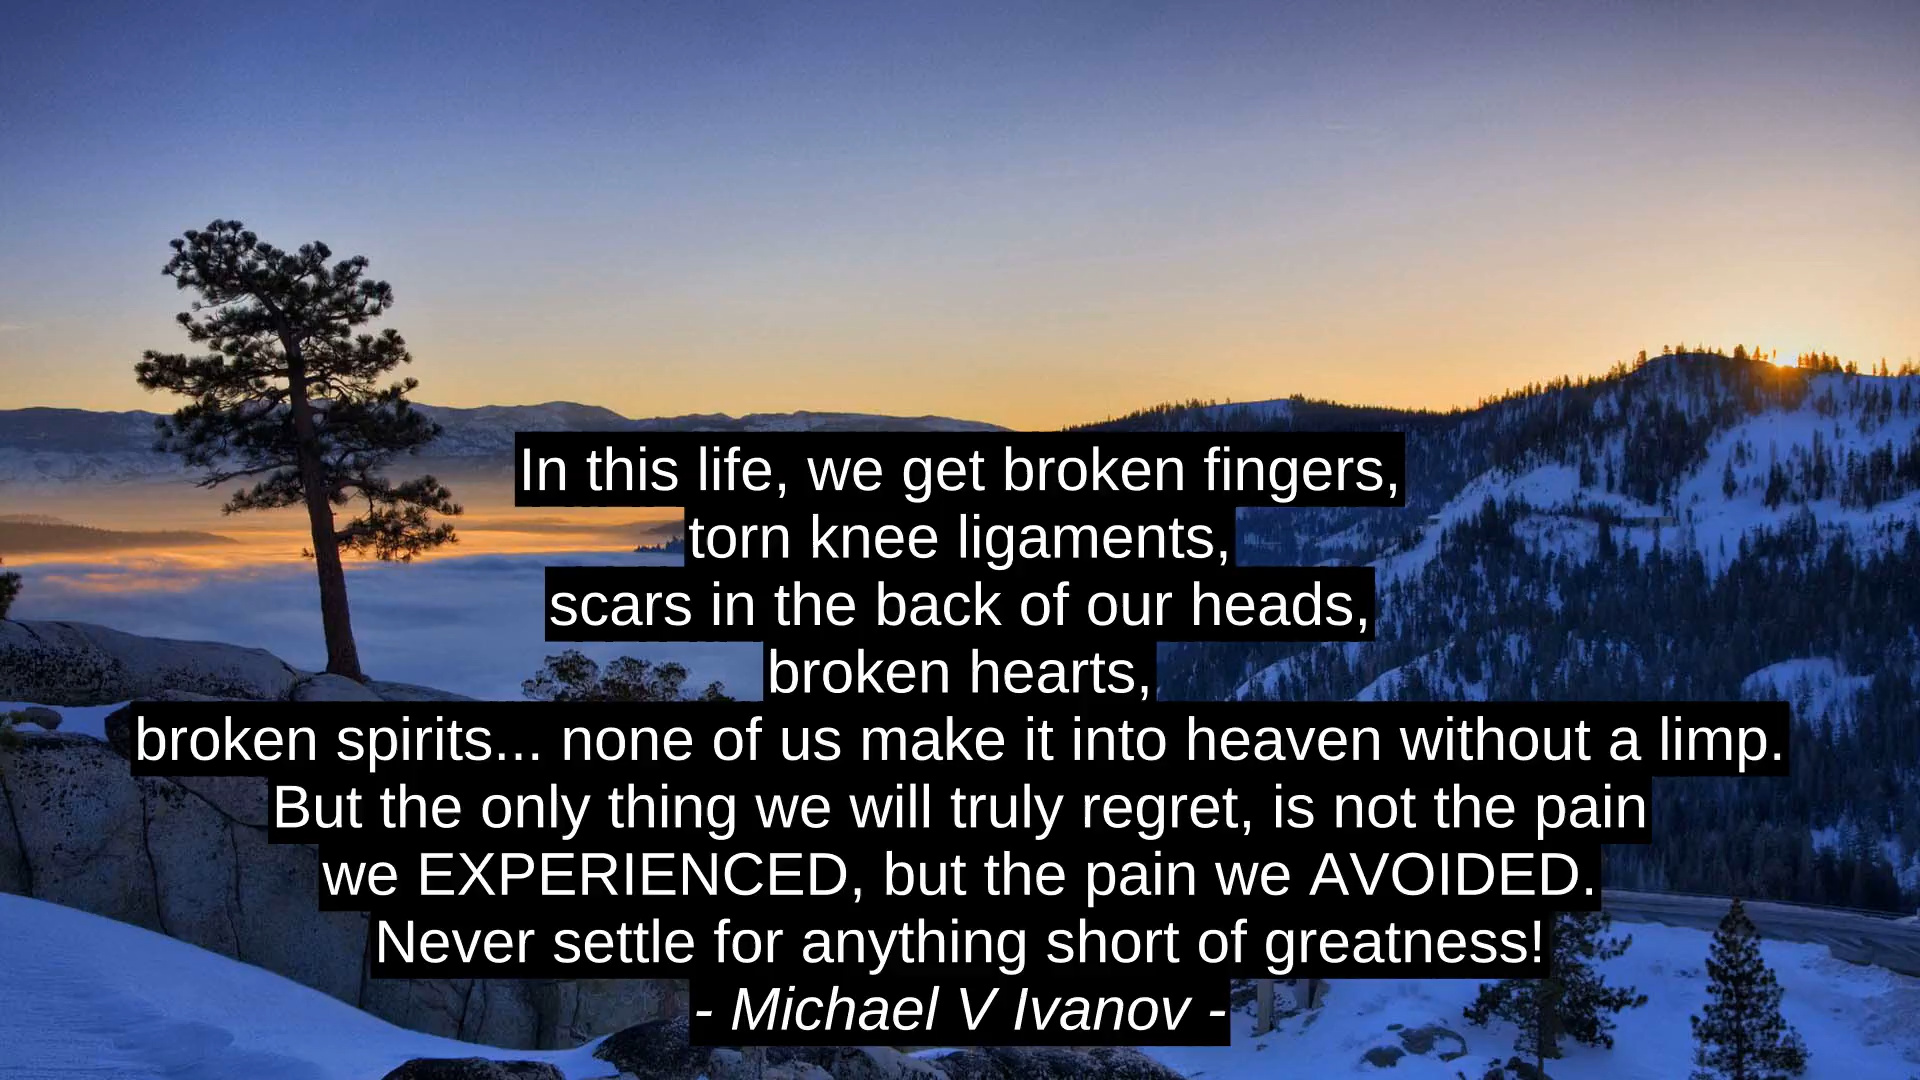 In this life, we get broken fingers,
torn knee ligaments,
scars in the back of our heads,
broken hearts,
broken spirits... none of us make it into heaven without a limp.
But the only thing we will truly regret, is not the pain
we EXPERIENCED, but the pain we AVOIDED.
Never settle for anything short of greatness!
- Michael V Ivanov -